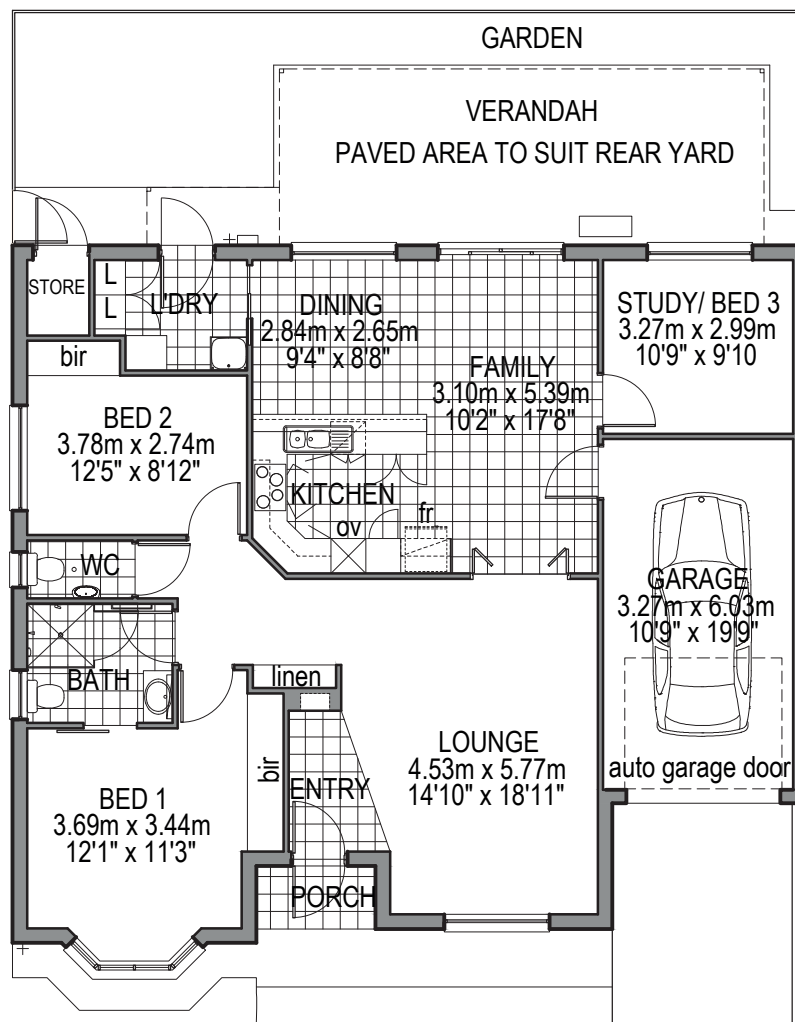 GARDEN
VERANDAH
PAVED AREA TO SUIT REAR YARD
STORE
L
L
L'DRY
DINING
2.84m x 2.65m
9'4" x 8'8"
STUDY/ BED 3
3.27m x 2.99m
10'9" x 9'10
bir
FAMILY
3.10m x 5.39m
10'2" x 17'8"
BED 2
3.78m x 2.74m
12'5" x 8'12"
KITCHEN
ov
fr
WC
GARAGE
3.27m x 6.03m
10'9" x 19'9"
BATH
linen
LOUNGE
4.53m x 5.77m
14'10" x 18'11"
auto garage door
bir
ENTRY
BED 1
3.69m x 3.44m
12'1" x 11'3"
PORCH